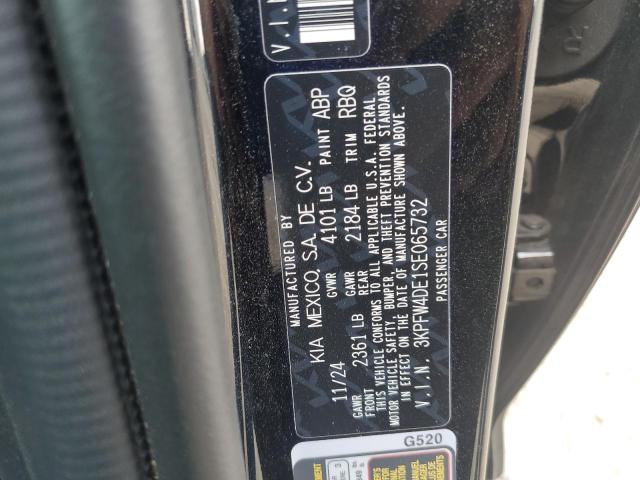 V.I.N
MANUFACTURED BY
KIA MEXICO, S.A. DE C.V.
11/24 GVWR 4101 LB PAINT ABP
GAWR FRONT 2361 LB GAWR REAR 2184 LB TRIM RBQ
THIS VEHICLE CONFORMS TO ALL APPLICABLE U.S.A. FEDERAL
MOTOR VEHICLE SAFETY, BUMPER, AND THEFT PREVENTION STANDARDS
IN EFFECT ON THE DATE OF MANUFACTURE SHOWN ABOVE.
V.I.N. 3KPFW4DE1SE065732
PASSENGER CAR
G520